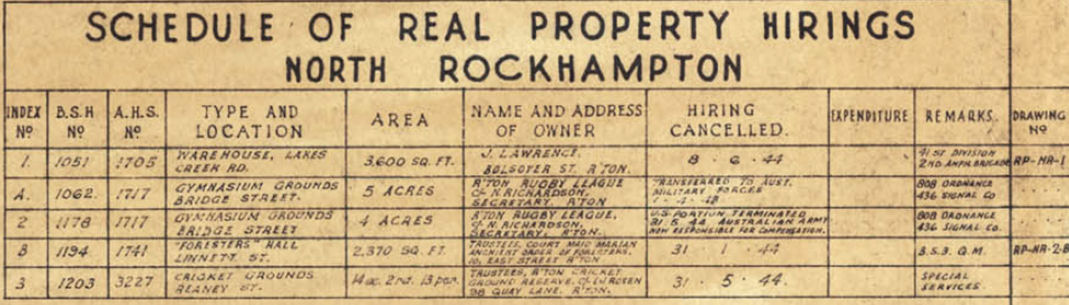 SCHEDULE OF REAL PROPERTY HIRINGS
NORTH ROCKHAMPTON
INDEX Nº B.S.H Nº A.H.S. Nº TYPE AND LOCATION AREA NAME AND ADDRESS OF OWNER HIRING CANCELLED. EXPENDITURE REMARKS. DRAWING Nº
1. 1051 1705 WAREHOUSE, LAKES CREEK RD. 3,600 SQ. FT. J. LAWRENCE. BOLSOVER ST. R'TON. 8 · 6 · 44 41 ST DIVISION 2ND AMPH. BRIGADE RP-NR-1
A. 1062. 1717 GYMNASIUM GROUNDS BRIDGE STREET. 5 ACRES R'TON RUGBY LEAGUE C/- N. RICHARDSON, SECRETARY, R'TON TRANSFERRED TO AUST. MILITARY FORCES 1 - 4 - 808 ORDNANCE 436 SIGNAL CO
2 1178 1717 GYMNASIUM GROUNDS BRIDGE STREET 4 ACRES R'TON RUGBY LEAGUE, C/- N. RICHARDSON, SECRETARY, R'TON. U.S. PORTION TERMINATED 31 5 44 AUSTRALIAN ARMY NOW RESPONSIBLE FOR COMPENSATION. 808 ORDNANCE 436 SIGNAL CO.
B 1194 1741 "FORESTERS" HALL LINNETT ST. 2,370 SQ. FT. TRUSTEES, COURT MAID MARIAN ANCIENT ORDER OF FORESTERS, EAST STREET R'TON 31 1 · 44 B.S.3. Q.M. RP-NR-2-B
3 1203 3227 CRICKET GROUNDS REANEY ST. 14 ac. 2 rd. 13 per. TRUSTEES, R'TON CRICKET GROUND RESERVE, ROSEN QUAY LANE, R'TON. 31 · 5 · 44 SPECIAL SERVICES.